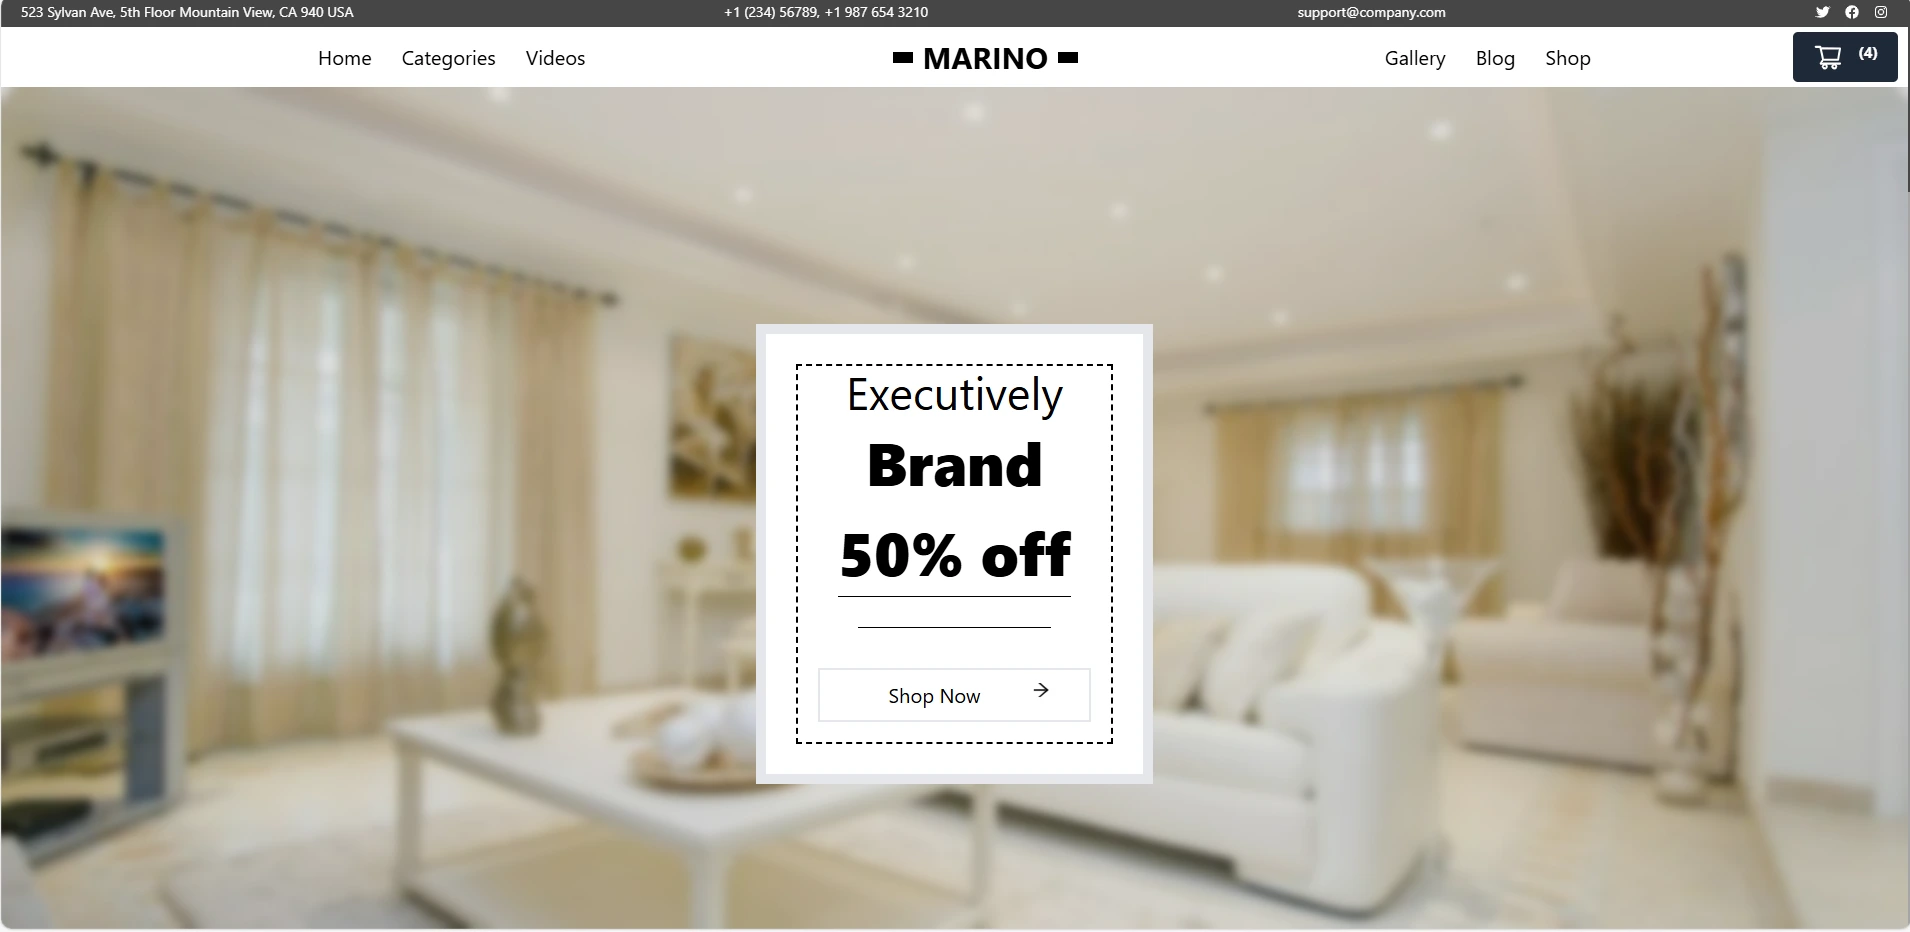 523 Sylvan Ave, 5th Floor Mountain View, CA 940 USA
+1 (234) 56789, +1 987 654 3210
support@company.com
Home
Categories
Videos
MARINO
Gallery
Blog
Shop
(4)
Executively
Brand
50% off
Shop Now